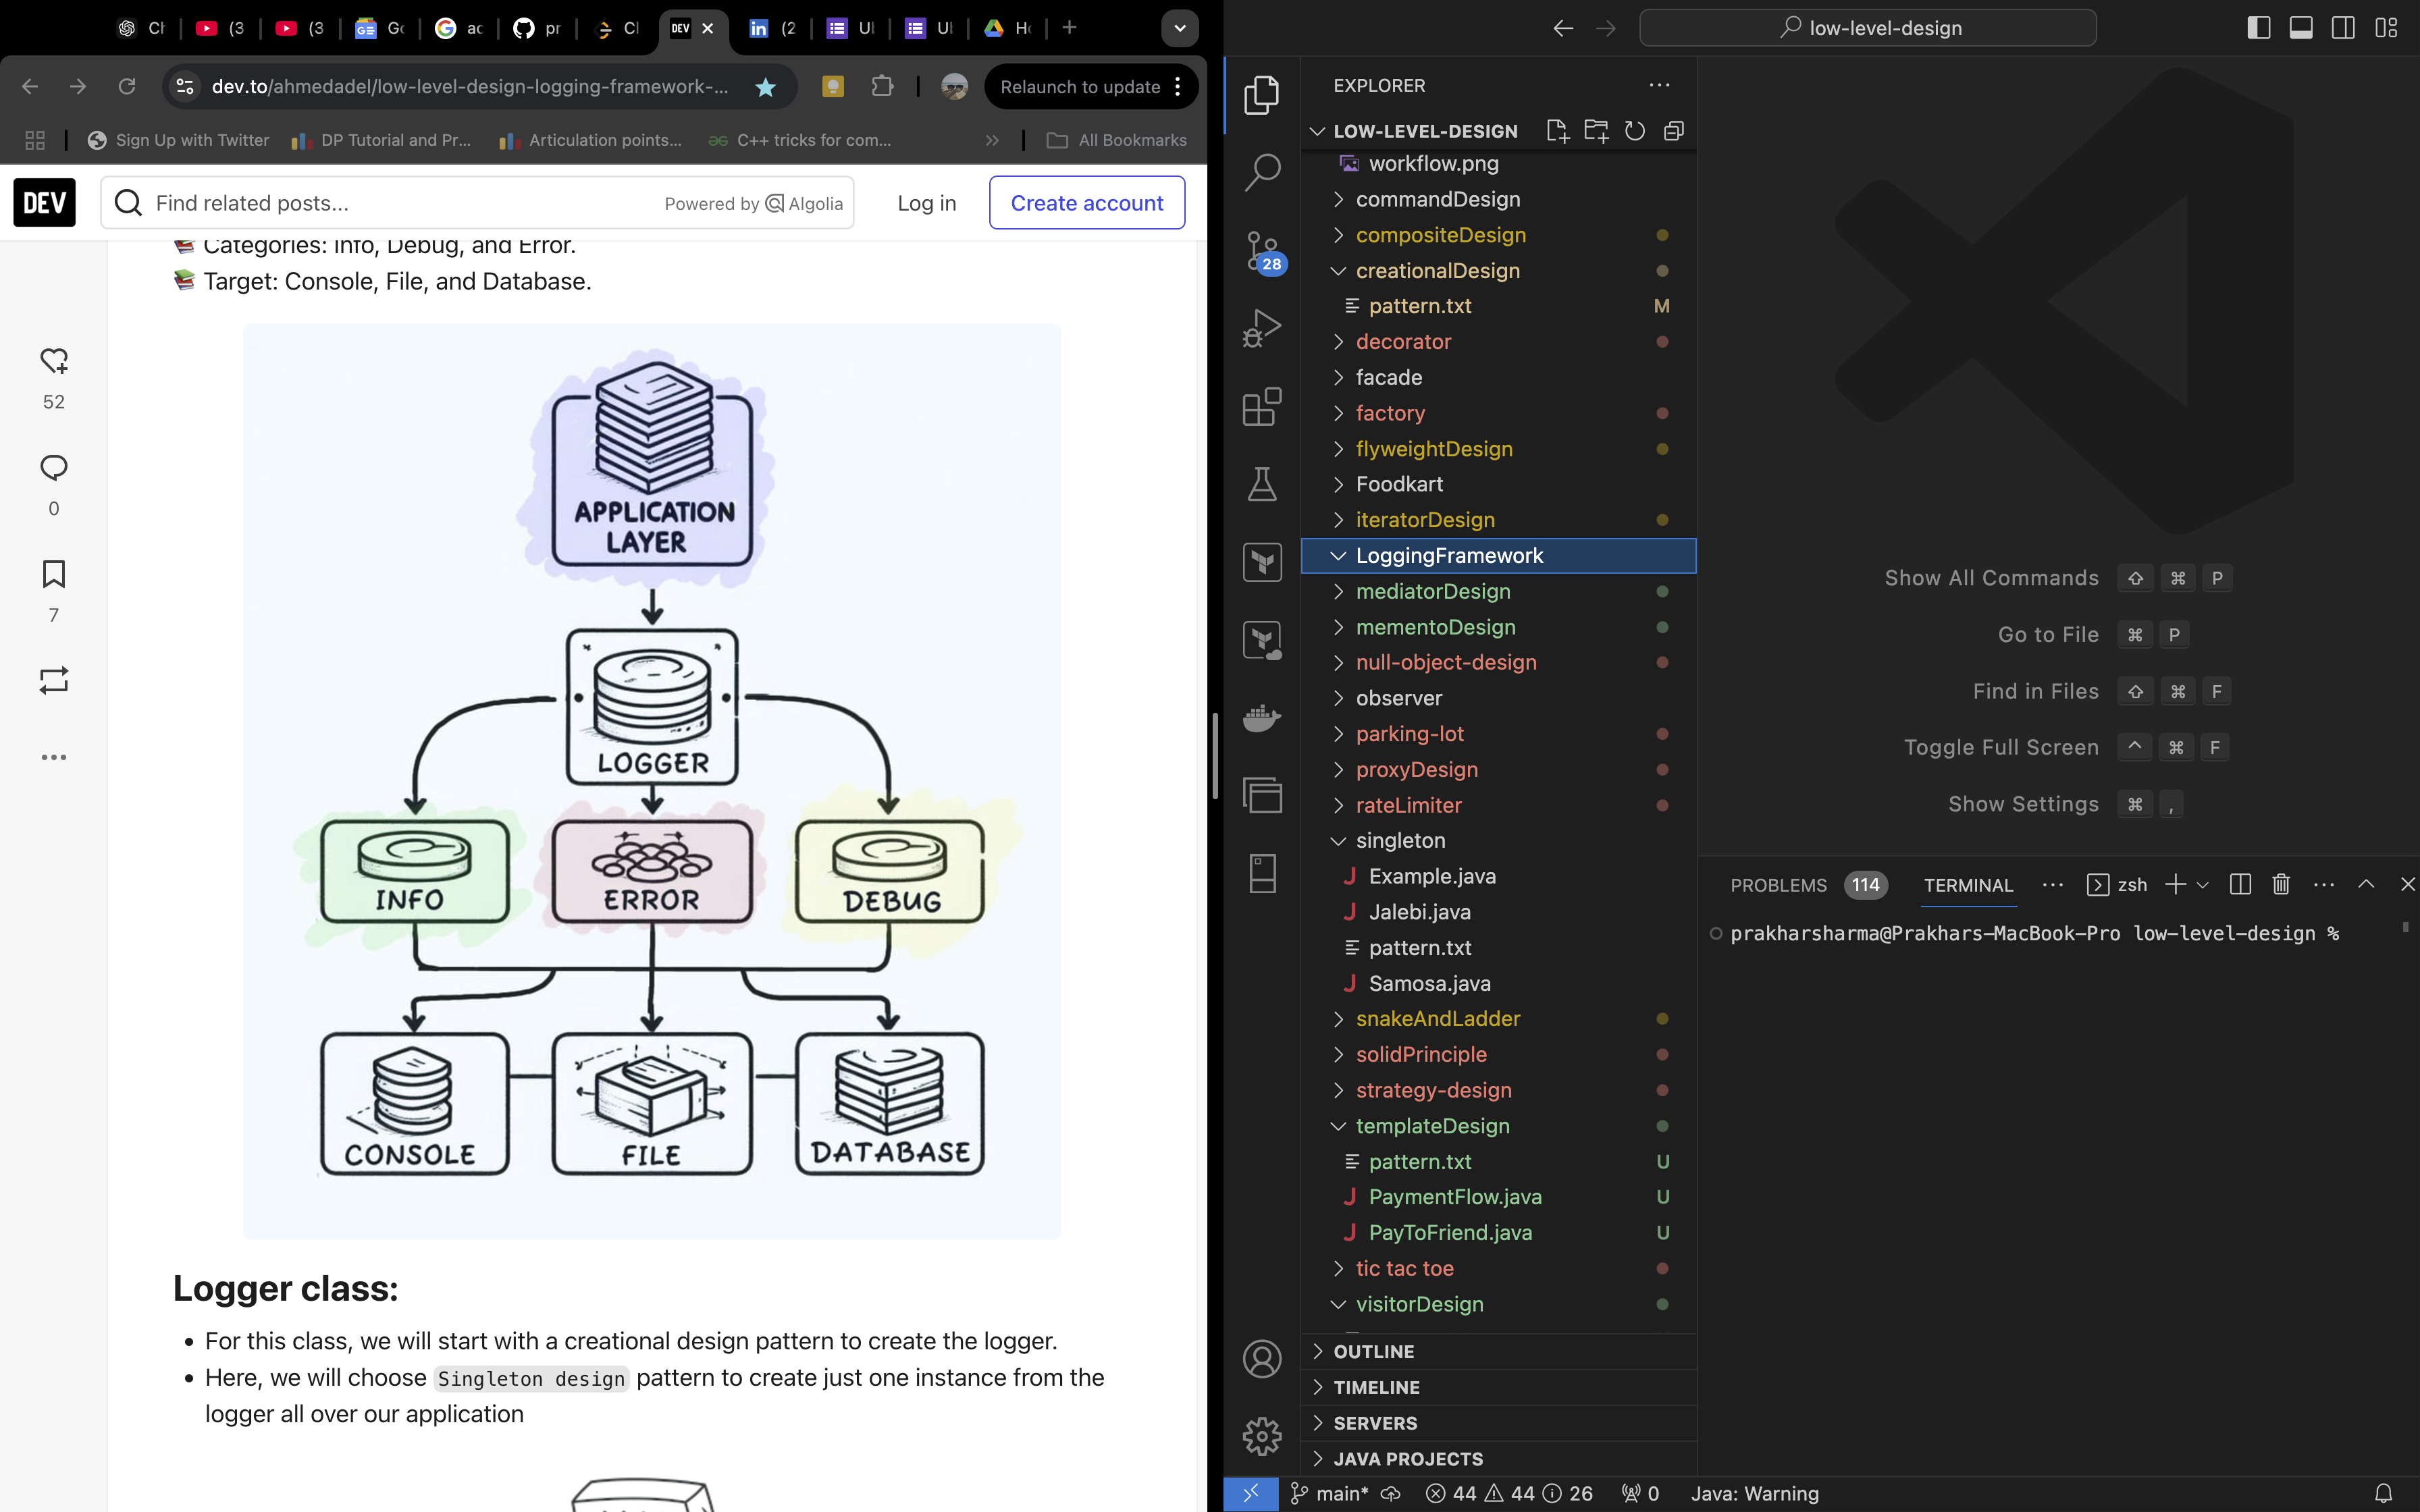 Ch
(3
(3
Go
ac
pr
Cl
DEV
(2
Ul
Ul
Ho
dev.to/ahmedadel/low-level-design-logging-framework-...
Relaunch to update
Sign Up with Twitter
DP Tutorial and Pr...
Articulation points...
C++ tricks for com...
All Bookmarks
DEV
Find related posts...
Powered by Algolia
Log in
Create account
Categories: Info, Debug, and Error.
Target: Console, File, and Database.
52
0
7
APPLICATION
LAYER
LOGGER
INFO
ERROR
DEBUG
CONSOLE
FILE
DATABASE
Logger class:
• For this class, we will start with a creational design pattern to create the logger.
• Here, we will choose Singleton design pattern to create just one instance from the
logger all over our application
low-level-design
28
EXPLORER
LOW-LEVEL-DESIGN
workflow.png
commandDesign
compositeDesign
creationalDesign
pattern.txt M
decorator
facade
factory
flyweightDesign
Foodkart
iteratorDesign
LoggingFramework
mediatorDesign
mementoDesign
null-object-design
observer
parking-lot
proxyDesign
rateLimiter
singleton
Example.java
Jalebi.java
pattern.txt
Samosa.java
snakeAndLadder
solidPrinciple
strategy-design
templateDesign
pattern.txt U
PaymentFlow.java U
PayToFriend.java U
tic tac toe
visitorDesign
OUTLINE
TIMELINE
SERVERS
JAVA PROJECTS
Show All Commands ⇧ ⌘ P
Go to File ⌘ P
Find in Files ⇧ ⌘ F
Toggle Full Screen ^ ⌘ F
Show Settings ⌘ ,
PROBLEMS 114 TERMINAL ··· zsh
prakharsharma@Prakhars-MacBook-Pro low-level-design %
main* 44 44 26 0 Java: Warning